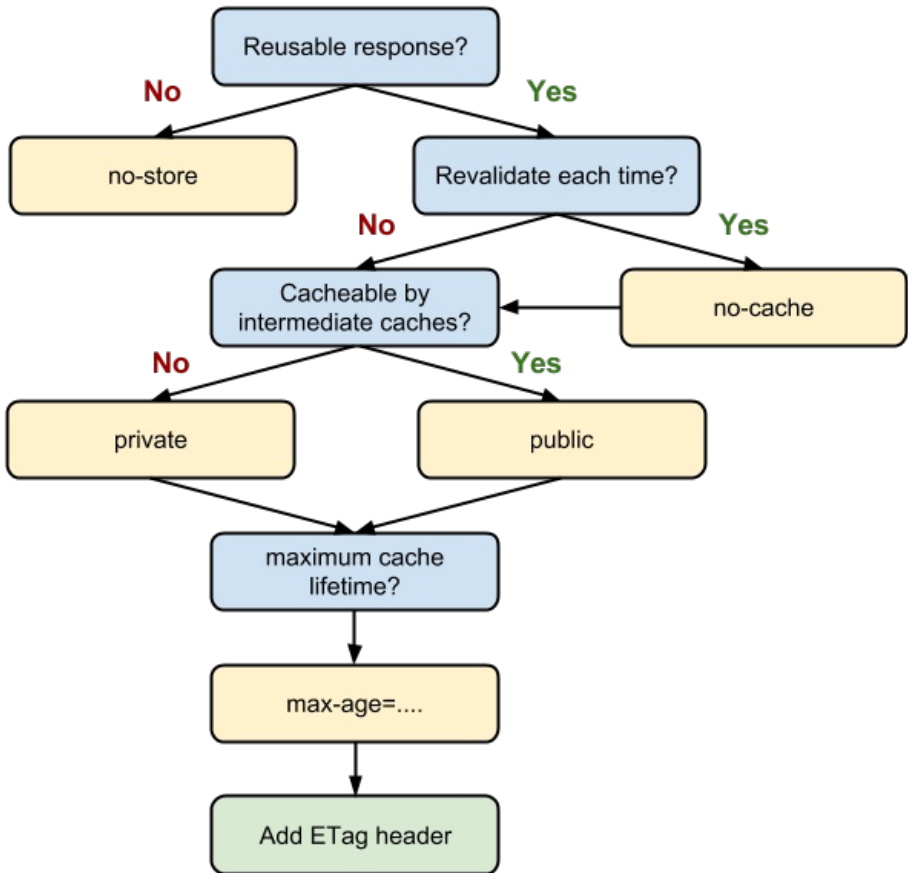 Reusable response?
No
Yes
no-store
Revalidate each time?
No
Yes
Cacheable by
intermediate caches?
no-cache
No
Yes
private
public
maximum cache
lifetime?
max-age=....
Add ETag header